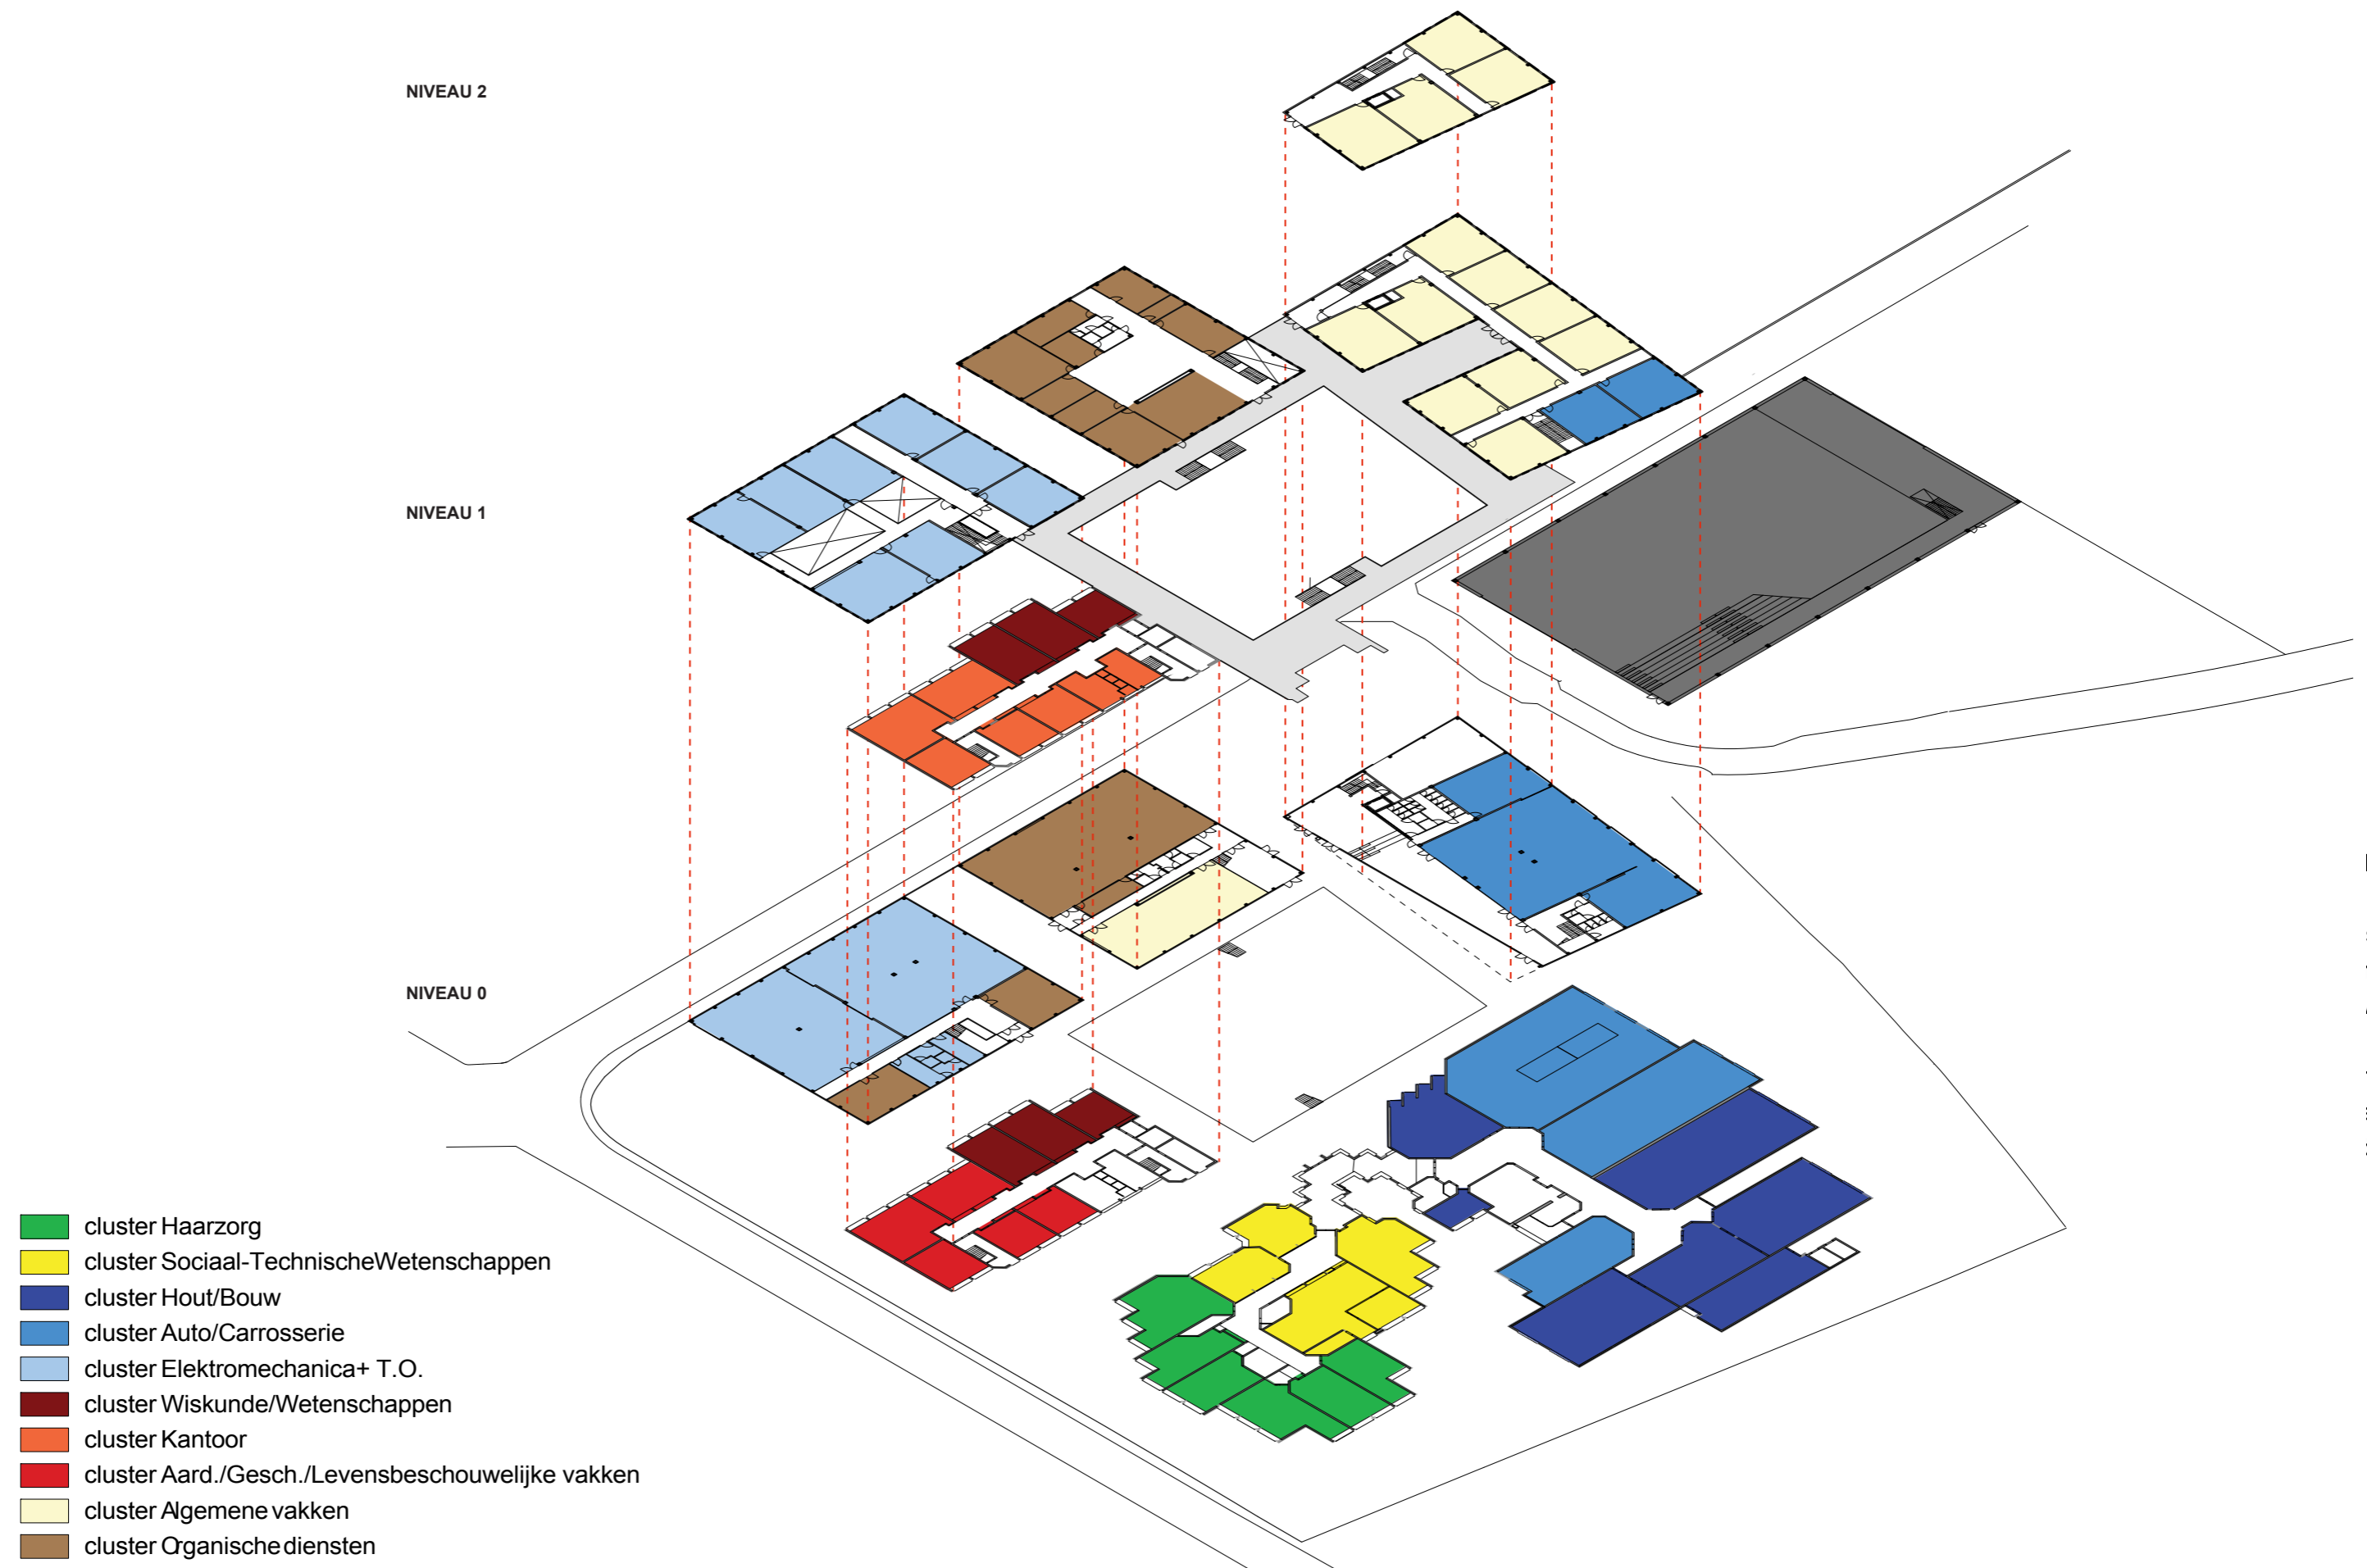 NIVEAU 2
NIVEAU 1
NIVEAU 0
cluster Haarzorg
cluster Sociaal-TechnischeWetenschappen
cluster Hout/Bouw
cluster Auto/Carrosserie
cluster Elektromechanica+ T.O.
cluster Wiskunde/Wetenschappen
cluster Kantoor
cluster Aard./Gesch./Levensbeschouwelijke vakken
cluster Algemene vakken
cluster Organische diensten